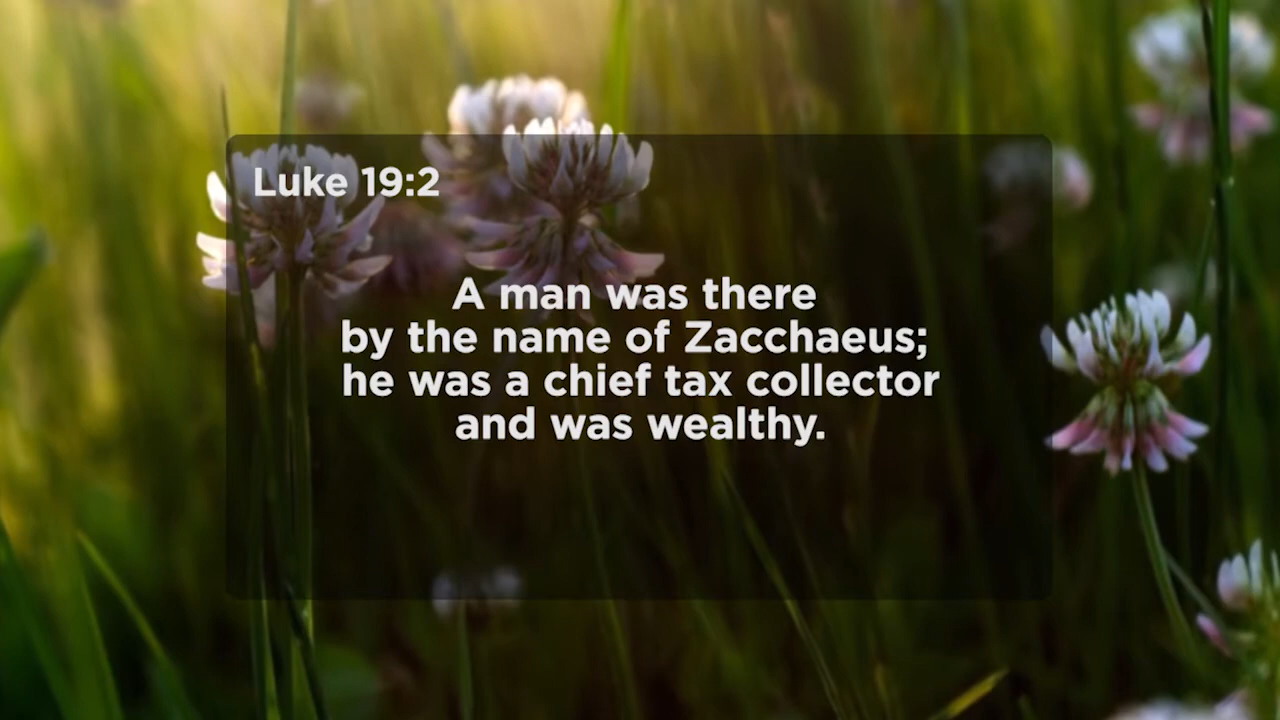 Luke 19:2
A man was there
by the name of Zacchaeus;
he was a chief tax collector
and was wealthy.